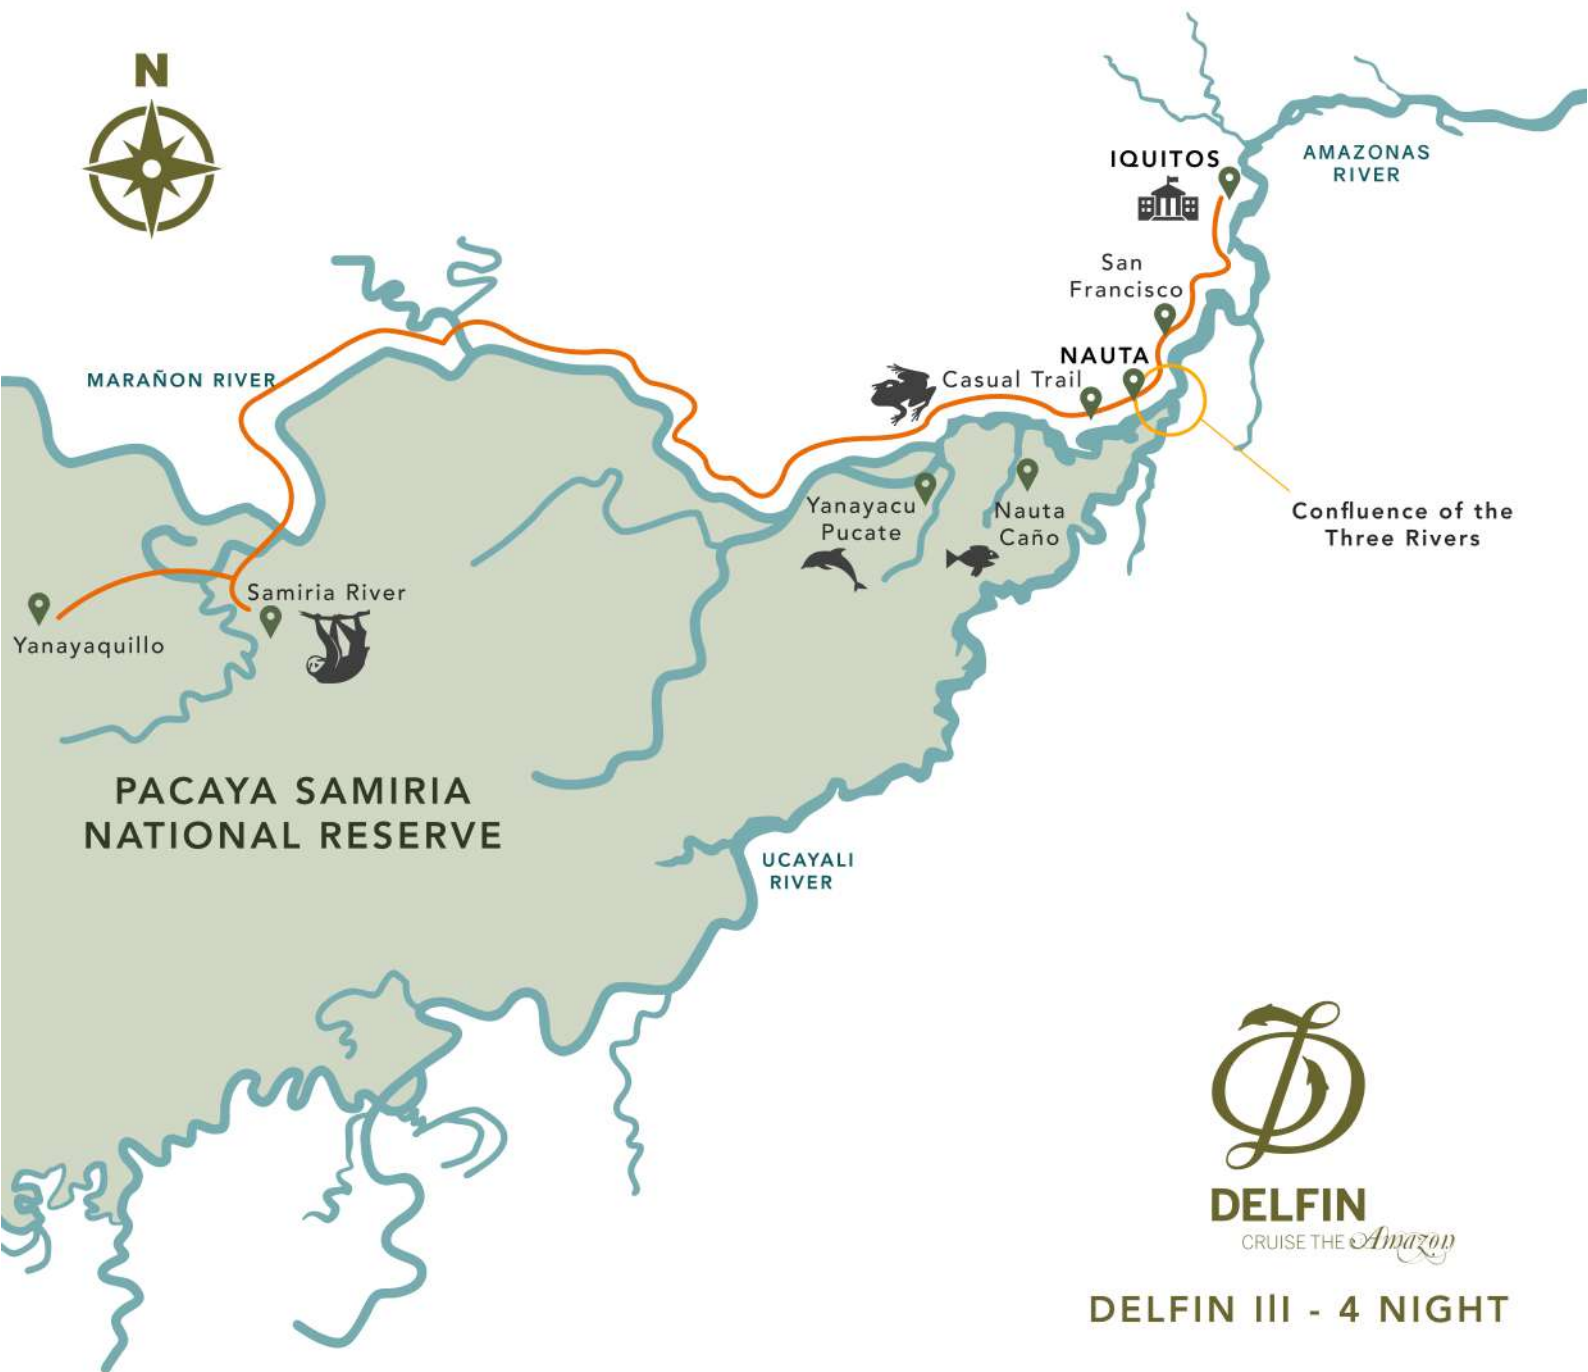 N
IQUITOS
AMAZONAS
RIVER
San
Francisco
NAUTA
MARAÑON RIVER
Casual Trail
Yanayacu
Pucate
Nauta
Caño
Confluence of the
Three Rivers
Samiria River
Yanayaquillo
PACAYA SAMIRIA
NATIONAL RESERVE
UCAYALI
RIVER
DELFIN
CRUISE THE Amazon
DELFIN III - 4 NIGHT